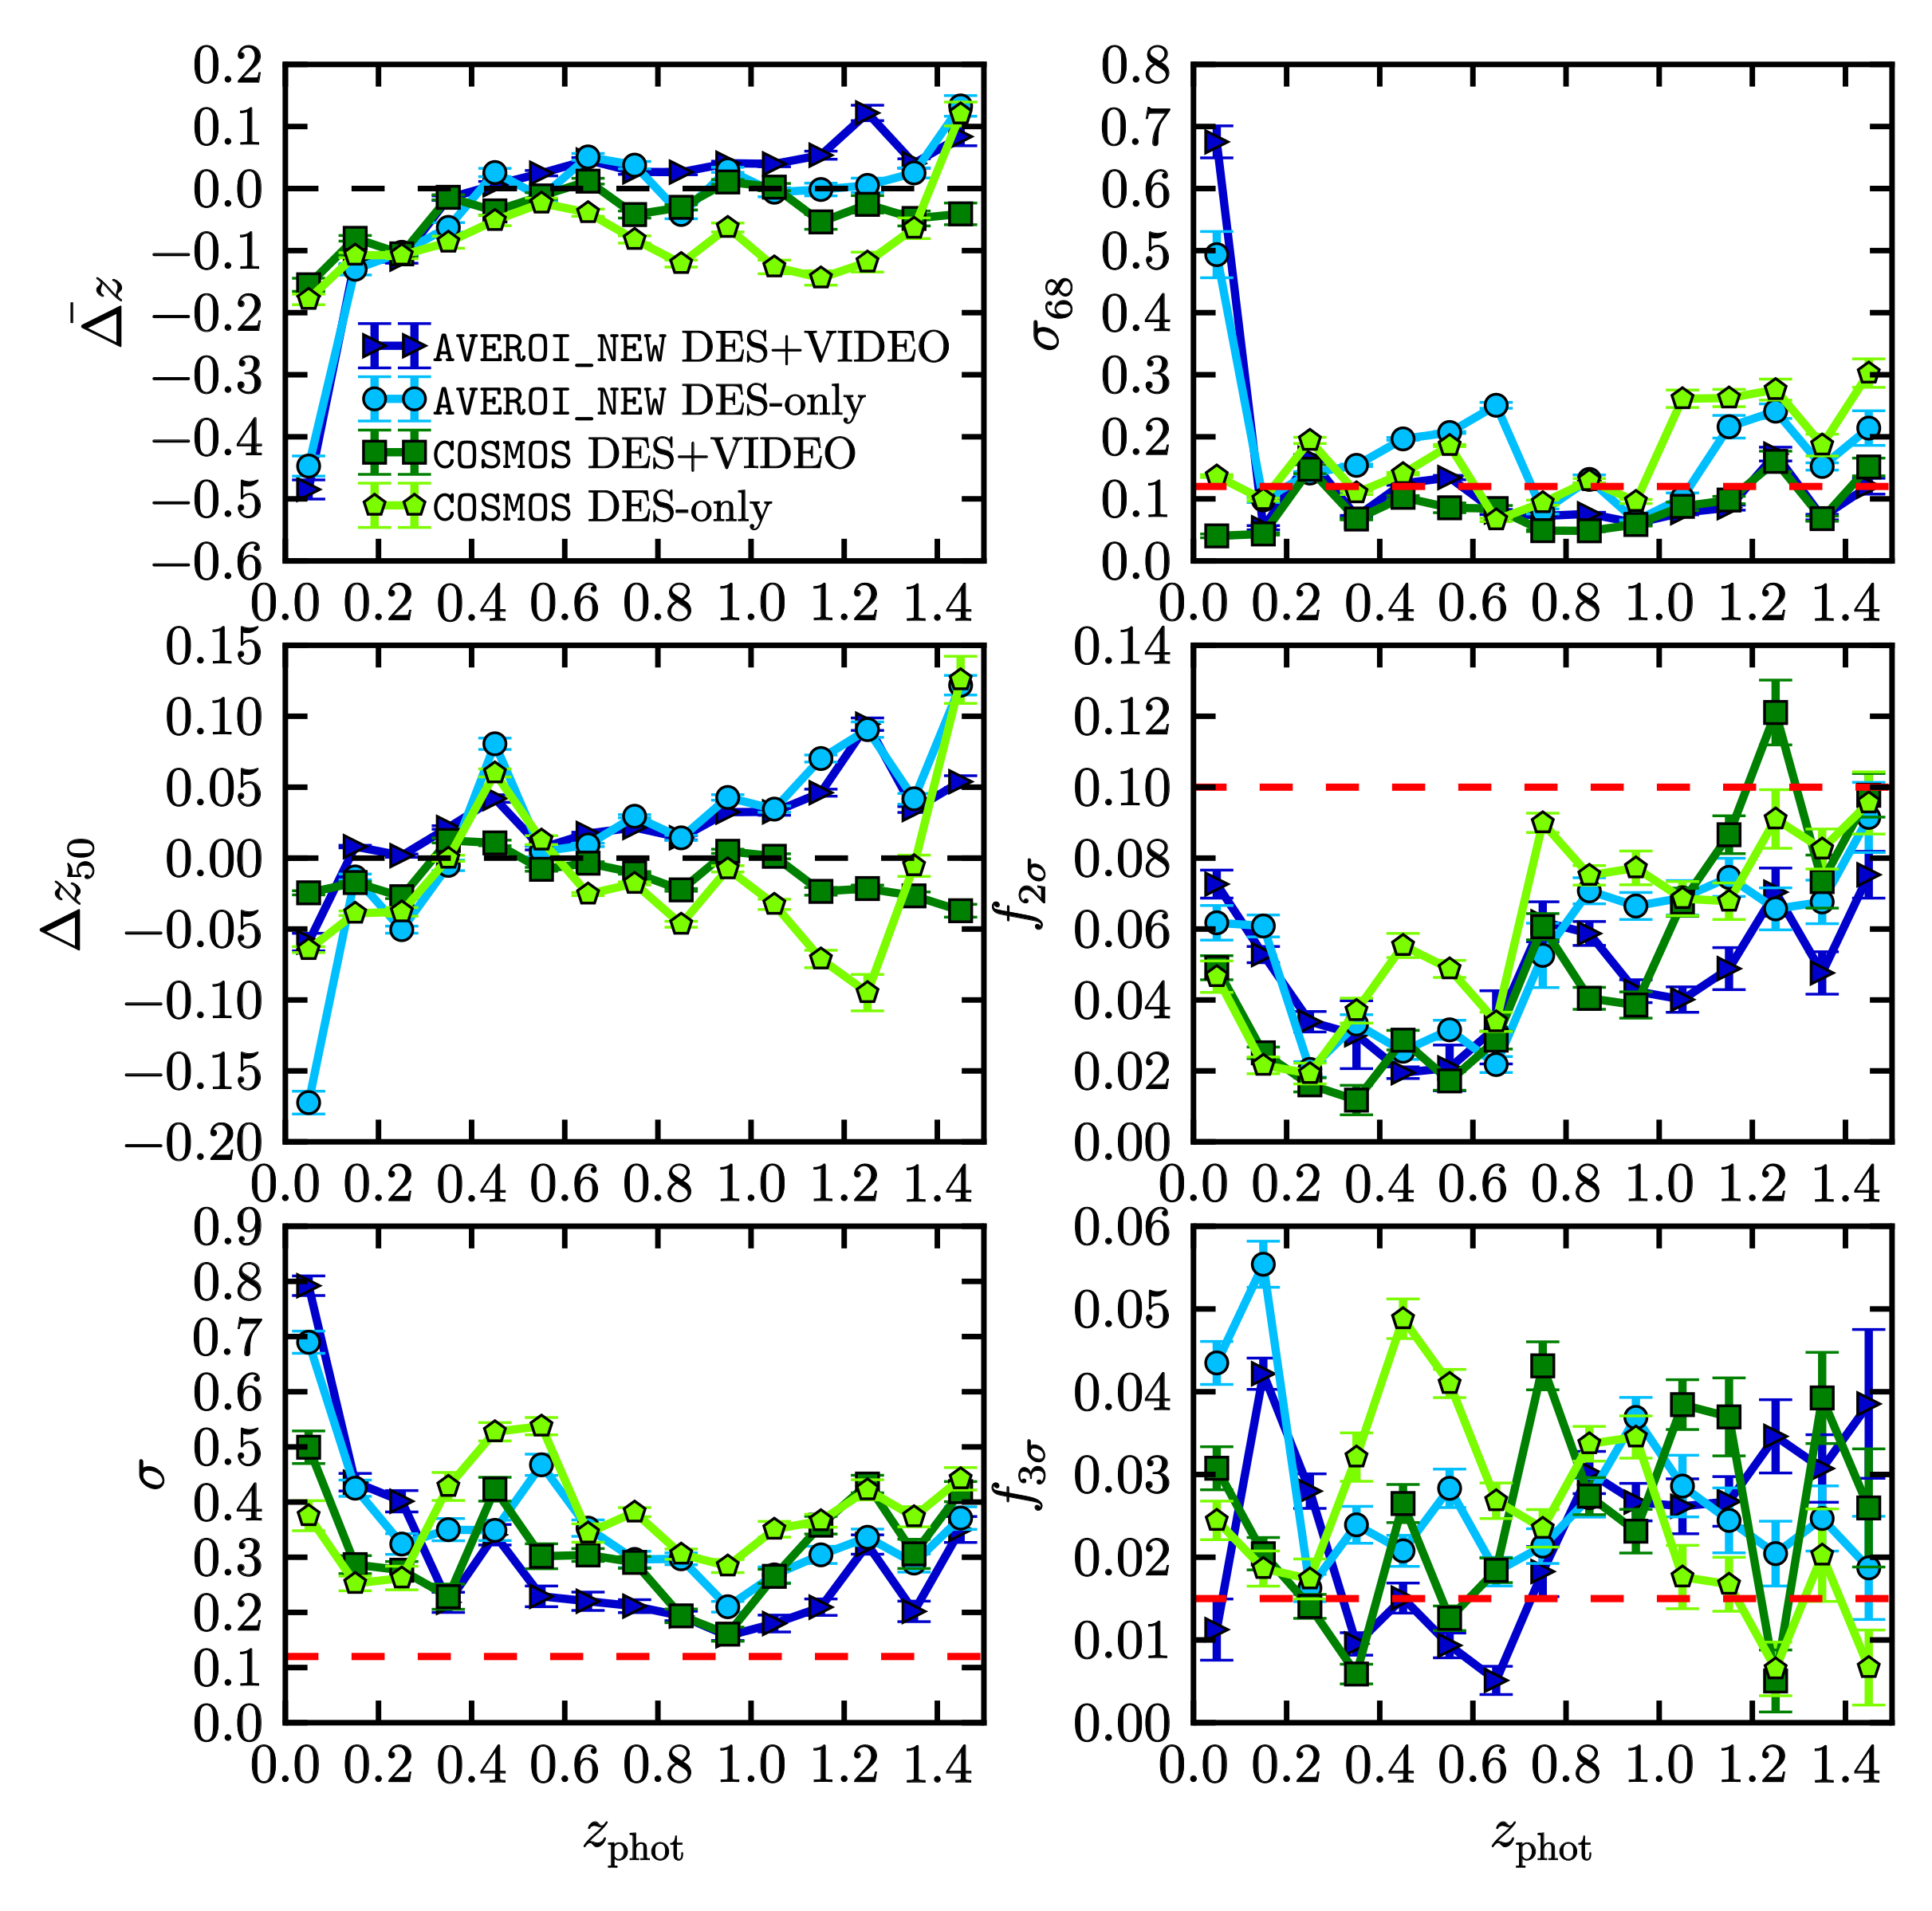 0.2 0.1 0.0 −0.1 −0.2 −0.3 −0.4 −0.5 −0.6
Δ̄z
AVEROI_NEW DES+VIDEO
AVEROI_NEW DES-only
COSMOS DES+VIDEO
COSMOS DES-only
0.0 0.2 0.4 0.6 0.8 1.0 1.2 1.4
0.8 0.7 0.6 0.5 0.4 0.3 0.2 0.1 0.0
σ68
0.0 0.2 0.4 0.6 0.8 1.0 1.2 1.4
0.15 0.10 0.05 0.00 −0.05 −0.10 −0.15 −0.20
Δz50
0.0 0.2 0.4 0.6 0.8 1.0 1.2 1.4
0.14 0.12 0.10 0.08 0.06 0.04 0.02 0.00
f2σ
0.0 0.2 0.4 0.6 0.8 1.0 1.2 1.4
0.9 0.8 0.7 0.6 0.5 0.4 0.3 0.2 0.1 0.0
σ
0.0 0.2 0.4 0.6 0.8 1.0 1.2 1.4
zphot
0.06 0.05 0.04 0.03 0.02 0.01 0.00
f3σ
0.0 0.2 0.4 0.6 0.8 1.0 1.2 1.4
zphot